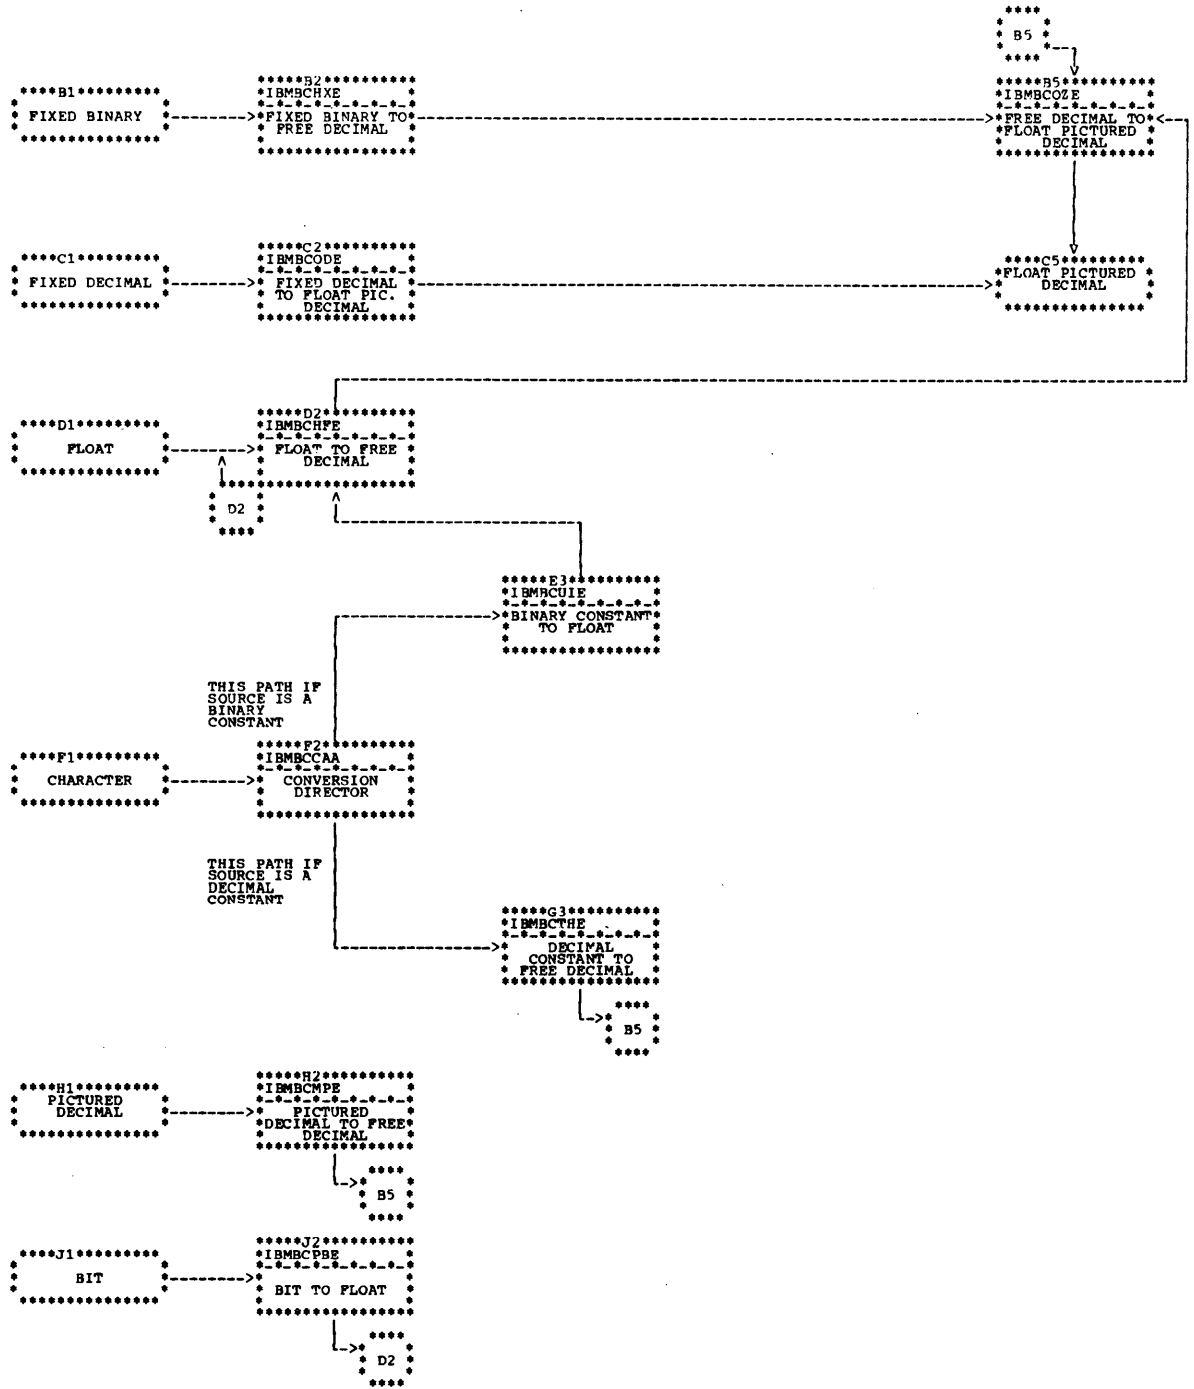 B5
B1
FIXED BINARY
B2
IBMBCHXE
FIXED BINARY TO
FREE DECIMAL
B5
IBMBCOZE
FREE DECIMAL TO
FLOAT PICTURED
DECIMAL
C1
FIXED DECIMAL
C2
IBMBCODE
FIXED DECIMAL
TO FLOAT PIC.
DECIMAL
C5
FLOAT PICTURED
DECIMAL
D1
FLOAT
D2
IBMBCHFE
FLOAT TO FREE
DECIMAL
D2
E3
IBMBCUIE
BINARY CONSTANT
TO FLOAT
THIS PATH IF
SOURCE IS A
BINARY
CONSTANT
F1
CHARACTER
F2
IBMBCCAA
CONVERSION
DIRECTOR
THIS PATH IF
SOURCE IS A
DECIMAL
CONSTANT
G3
IBMBCTHE
DECIMAL
CONSTANT TO
FREE DECIMAL
B5
H1
PICTURED
DECIMAL
H2
IBMBCMPE
PICTURED
DECIMAL TO FREE
DECIMAL
B5
J1
BIT
J2
IBMBCPBE
BIT TO FLOAT
D2